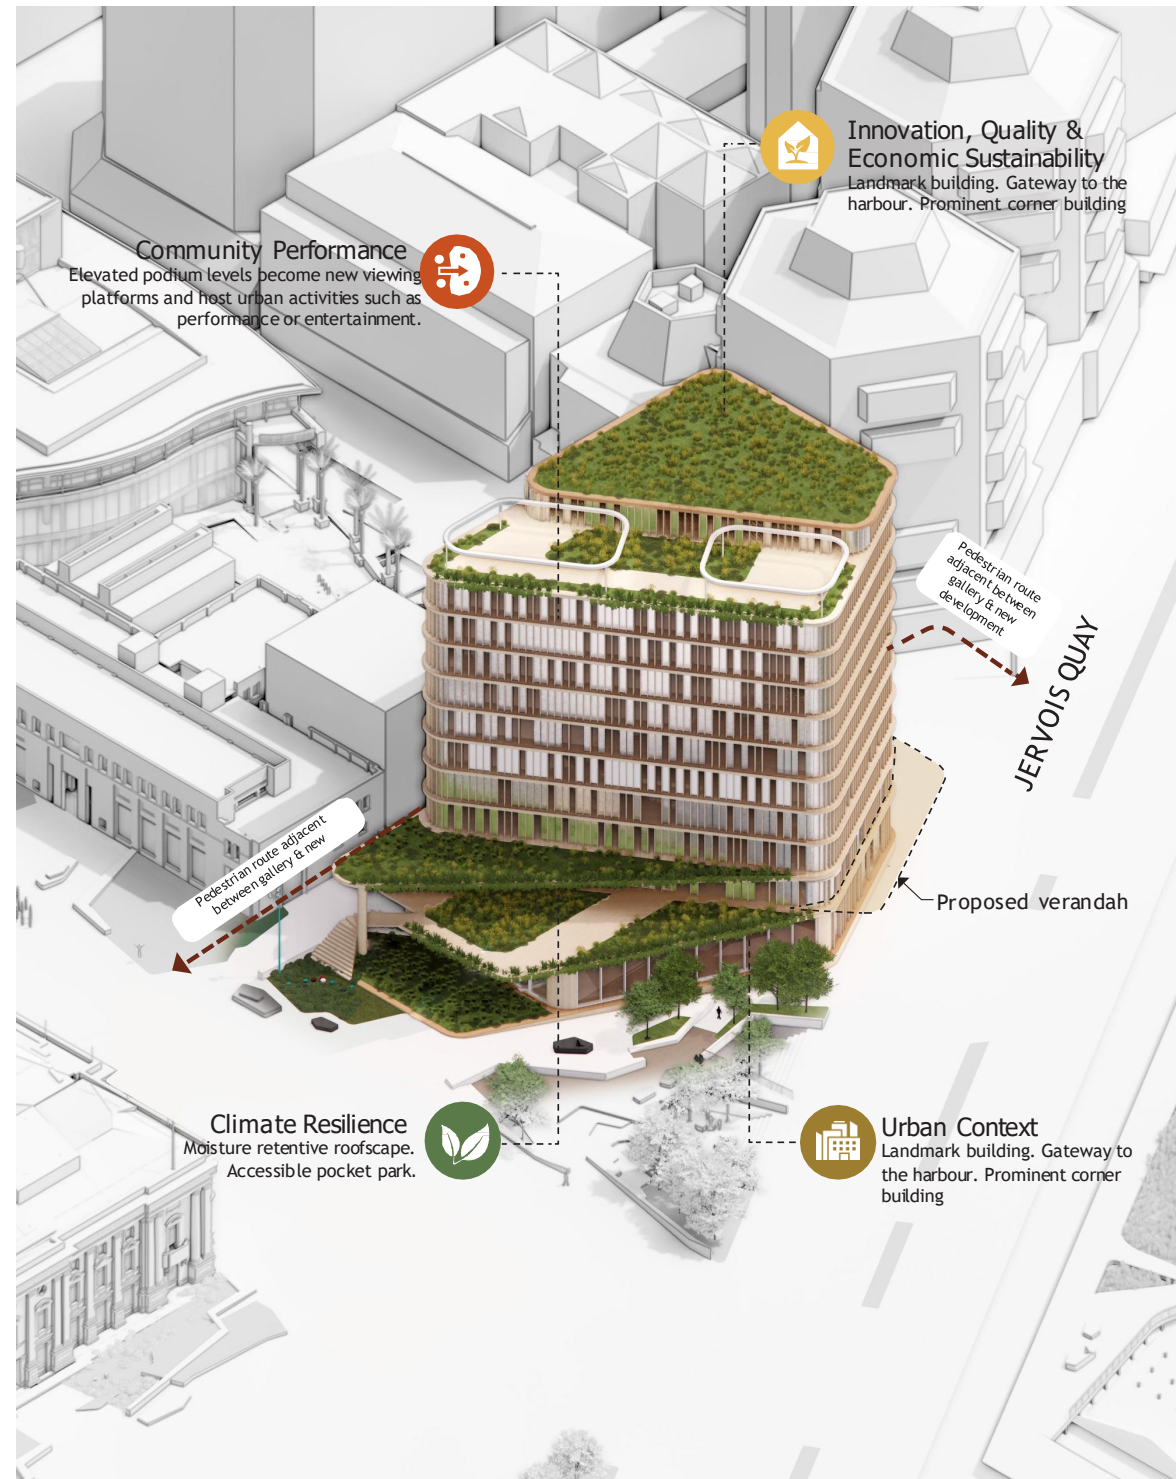 Innovation, Quality &
Economic Sustainability
Landmark building. Gateway to the
harbour. Prominent corner building
Community Performance
Elevated podium levels become new viewing
platforms and host urban activities such as
performance or entertainment.
Pedestrian route
adjacent between
gallery & new
development
JERVOIS QUAY
Pedestrian route adjacent
between gallery & new
Proposed verandah
Climate Resilience
Moisture retentive roofscape.
Accessible pocket park.
Urban Context
Landmark building. Gateway to
the harbour. Prominent corner
building